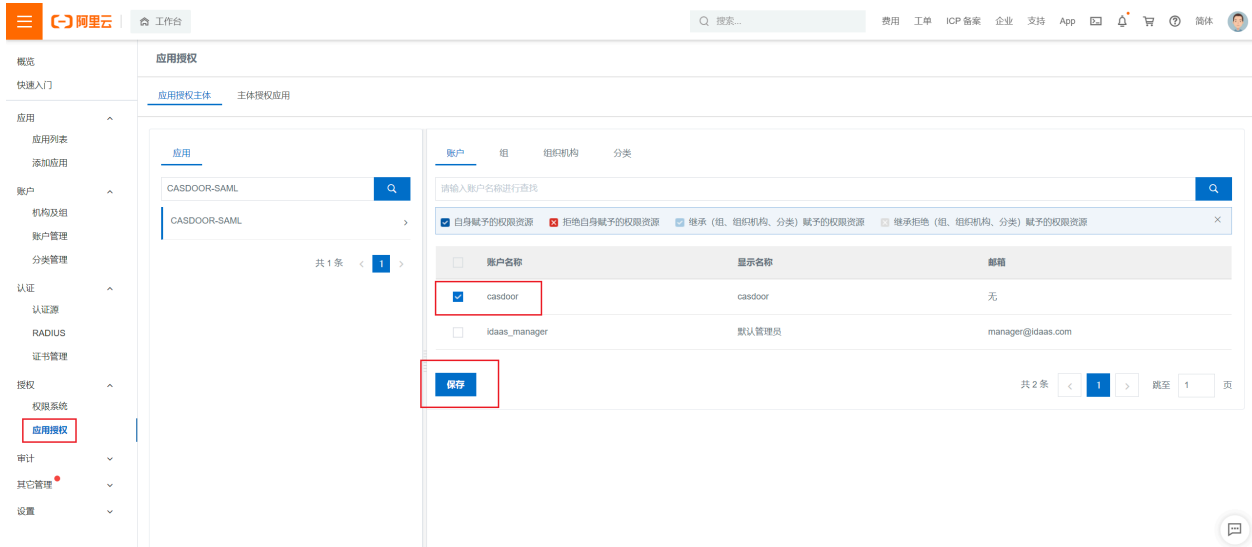 阿里云 工作台 搜索... 费用 工单 ICP 备案 企业 支持 App 简体
概览
快速入门
应用
应用列表
添加应用
账户
机构及组
账户管理
分类管理
认证
认证源
RADIUS
证书管理
授权
权限系统
应用授权
审计
其它管理
设置
应用授权
应用授权主体 主体授权应用
应用
CASDOOR-SAML
CASDOOR-SAML
共 1 条 1
账户 组 组织机构 分类
请输入账户名称进行查找
自身赋予的权限资源 拒绝自身赋予的权限资源 继承（组、组织机构、分类）赋予的权限资源 继承拒绝（组、组织机构、分类）赋予的权限资源
账户名称 显示名称 邮箱
casdoor casdoor 无
idaas_manager 默认管理员 manager@idaas.com
保存 共 2 条 1 跳至 1 页